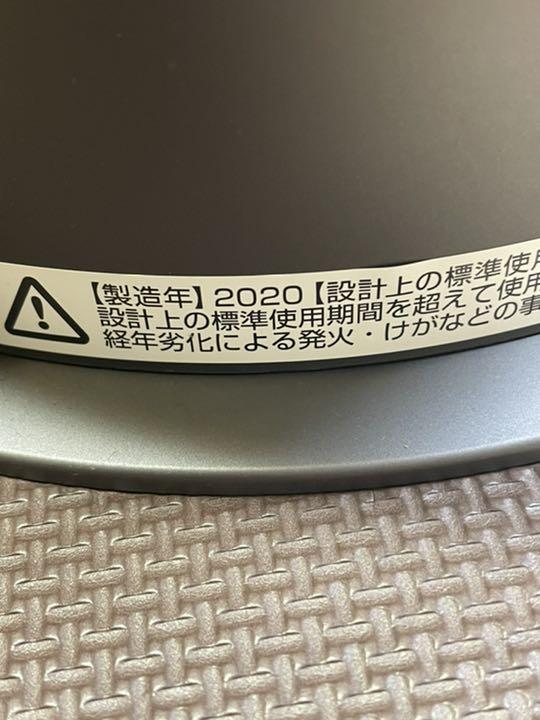 【製造年】2020【設計上の標準使用
設計上の標準使用期間を超えて使用
経年劣化による発火・けがなどの事